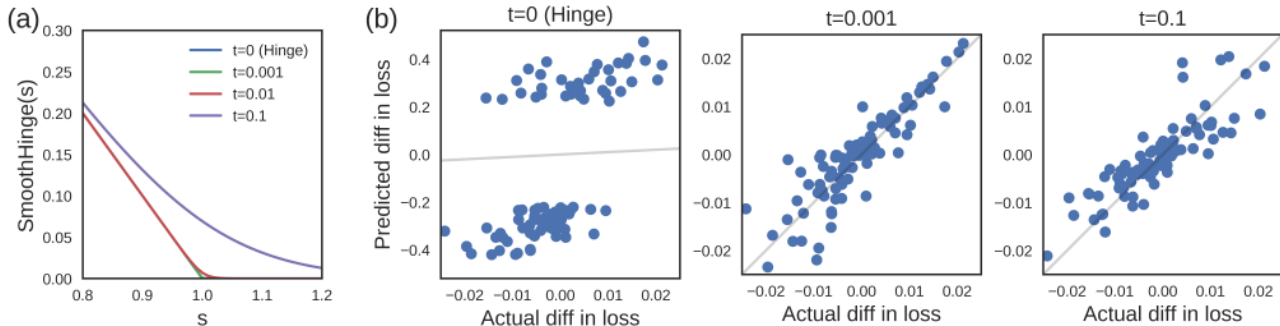 (a)
SmoothHinge(s)
0.30
0.25
0.20
0.15
0.10
0.05
0.00
t=0 (Hinge)
t=0.001
t=0.01
t=0.1
0.8 0.9 1.0 1.1 1.2
s
(b)
t=0 (Hinge)
Predicted diff in loss
0.4
0.2
0.0
−0.2
−0.4
−0.02 −0.01 0.00 0.01 0.02
Actual diff in loss
t=0.001
0.02
0.01
0.00
−0.01
−0.02
−0.02 −0.01 0.00 0.01 0.02
Actual diff in loss
t=0.1
0.02
0.01
0.00
−0.01
−0.02
−0.02 −0.01 0.00 0.01 0.02
Actual diff in loss